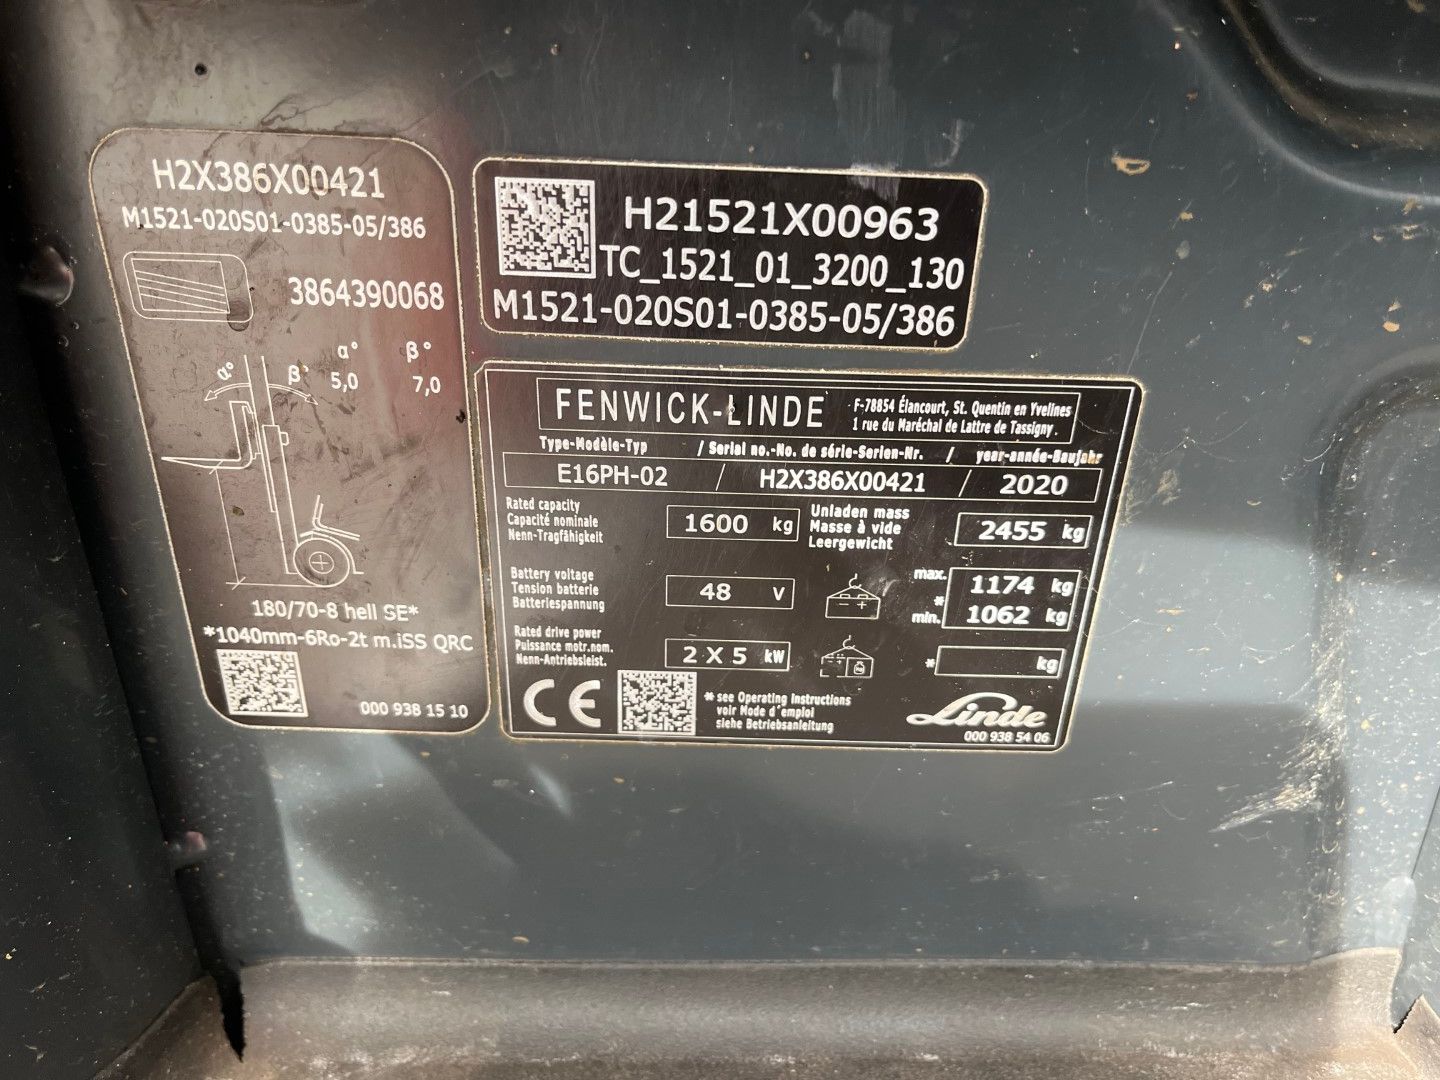 H2X386X00421
M1521-020S01-0385-05/386
3864390068
α° β°
α° β° 5,0 7,0
180/70-8 hell SE*
*1040mm-6Ro-2t m.iSS QRC
000 938 15 10
H21521X00963
TC_1521_01_3200_130
M1521-020S01-0385-05/386
FENWICK-LINDE
F-78854 Élancourt, St. Quentin en Yvelines
1 rue du Maréchal de Lattre de Tassigny.
Type-Modèle-Typ / Serial no.-No. de série-Serien-Nr. / year-année-Baujahr
E16PH-02 / H2X386X00421 / 2020
Rated capacity
Capacité nominale
Nenn-Tragfähigkeit
1600 kg
Unladen mass
Masse à vide
Leergewicht
2455 kg
Battery voltage
Tension batterie
Batteriespannung
48 V
max. 1174 kg
*
min. 1062 kg
Rated drive power
Puissance motr.nom.
Nenn-Antriebsleist.
2 X 5 kW
* kg
CE
* see Operating Instructions
voir Mode d'emploi
siehe Betriebsanleitung
Linde
000 938 54 06